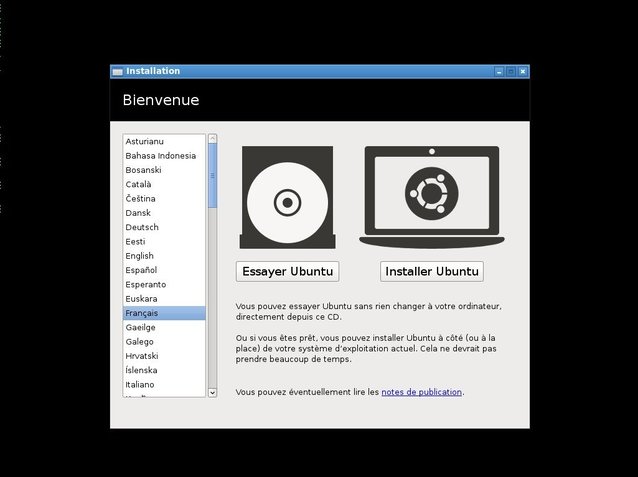 Installation
Bienvenue
Asturianu
Bahasa Indonesia
Bosanski
Català
Čeština
Dansk
Deutsch
Eesti
English
Español
Esperanto
Euskara
Français
Gaeilge
Galego
Hrvatski
Íslenska
Italiano
Essayer Ubuntu
Installer Ubuntu
Vous pouvez essayer Ubuntu sans rien changer à votre ordinateur,
directement depuis ce CD.
Ou si vous êtes prêt, vous pouvez installer Ubuntu à côté (ou à la
place) de votre système d'exploitation actuel. Cela ne devrait pas
prendre beaucoup de temps.
Vous pouvez éventuellement lire les notes de publication.